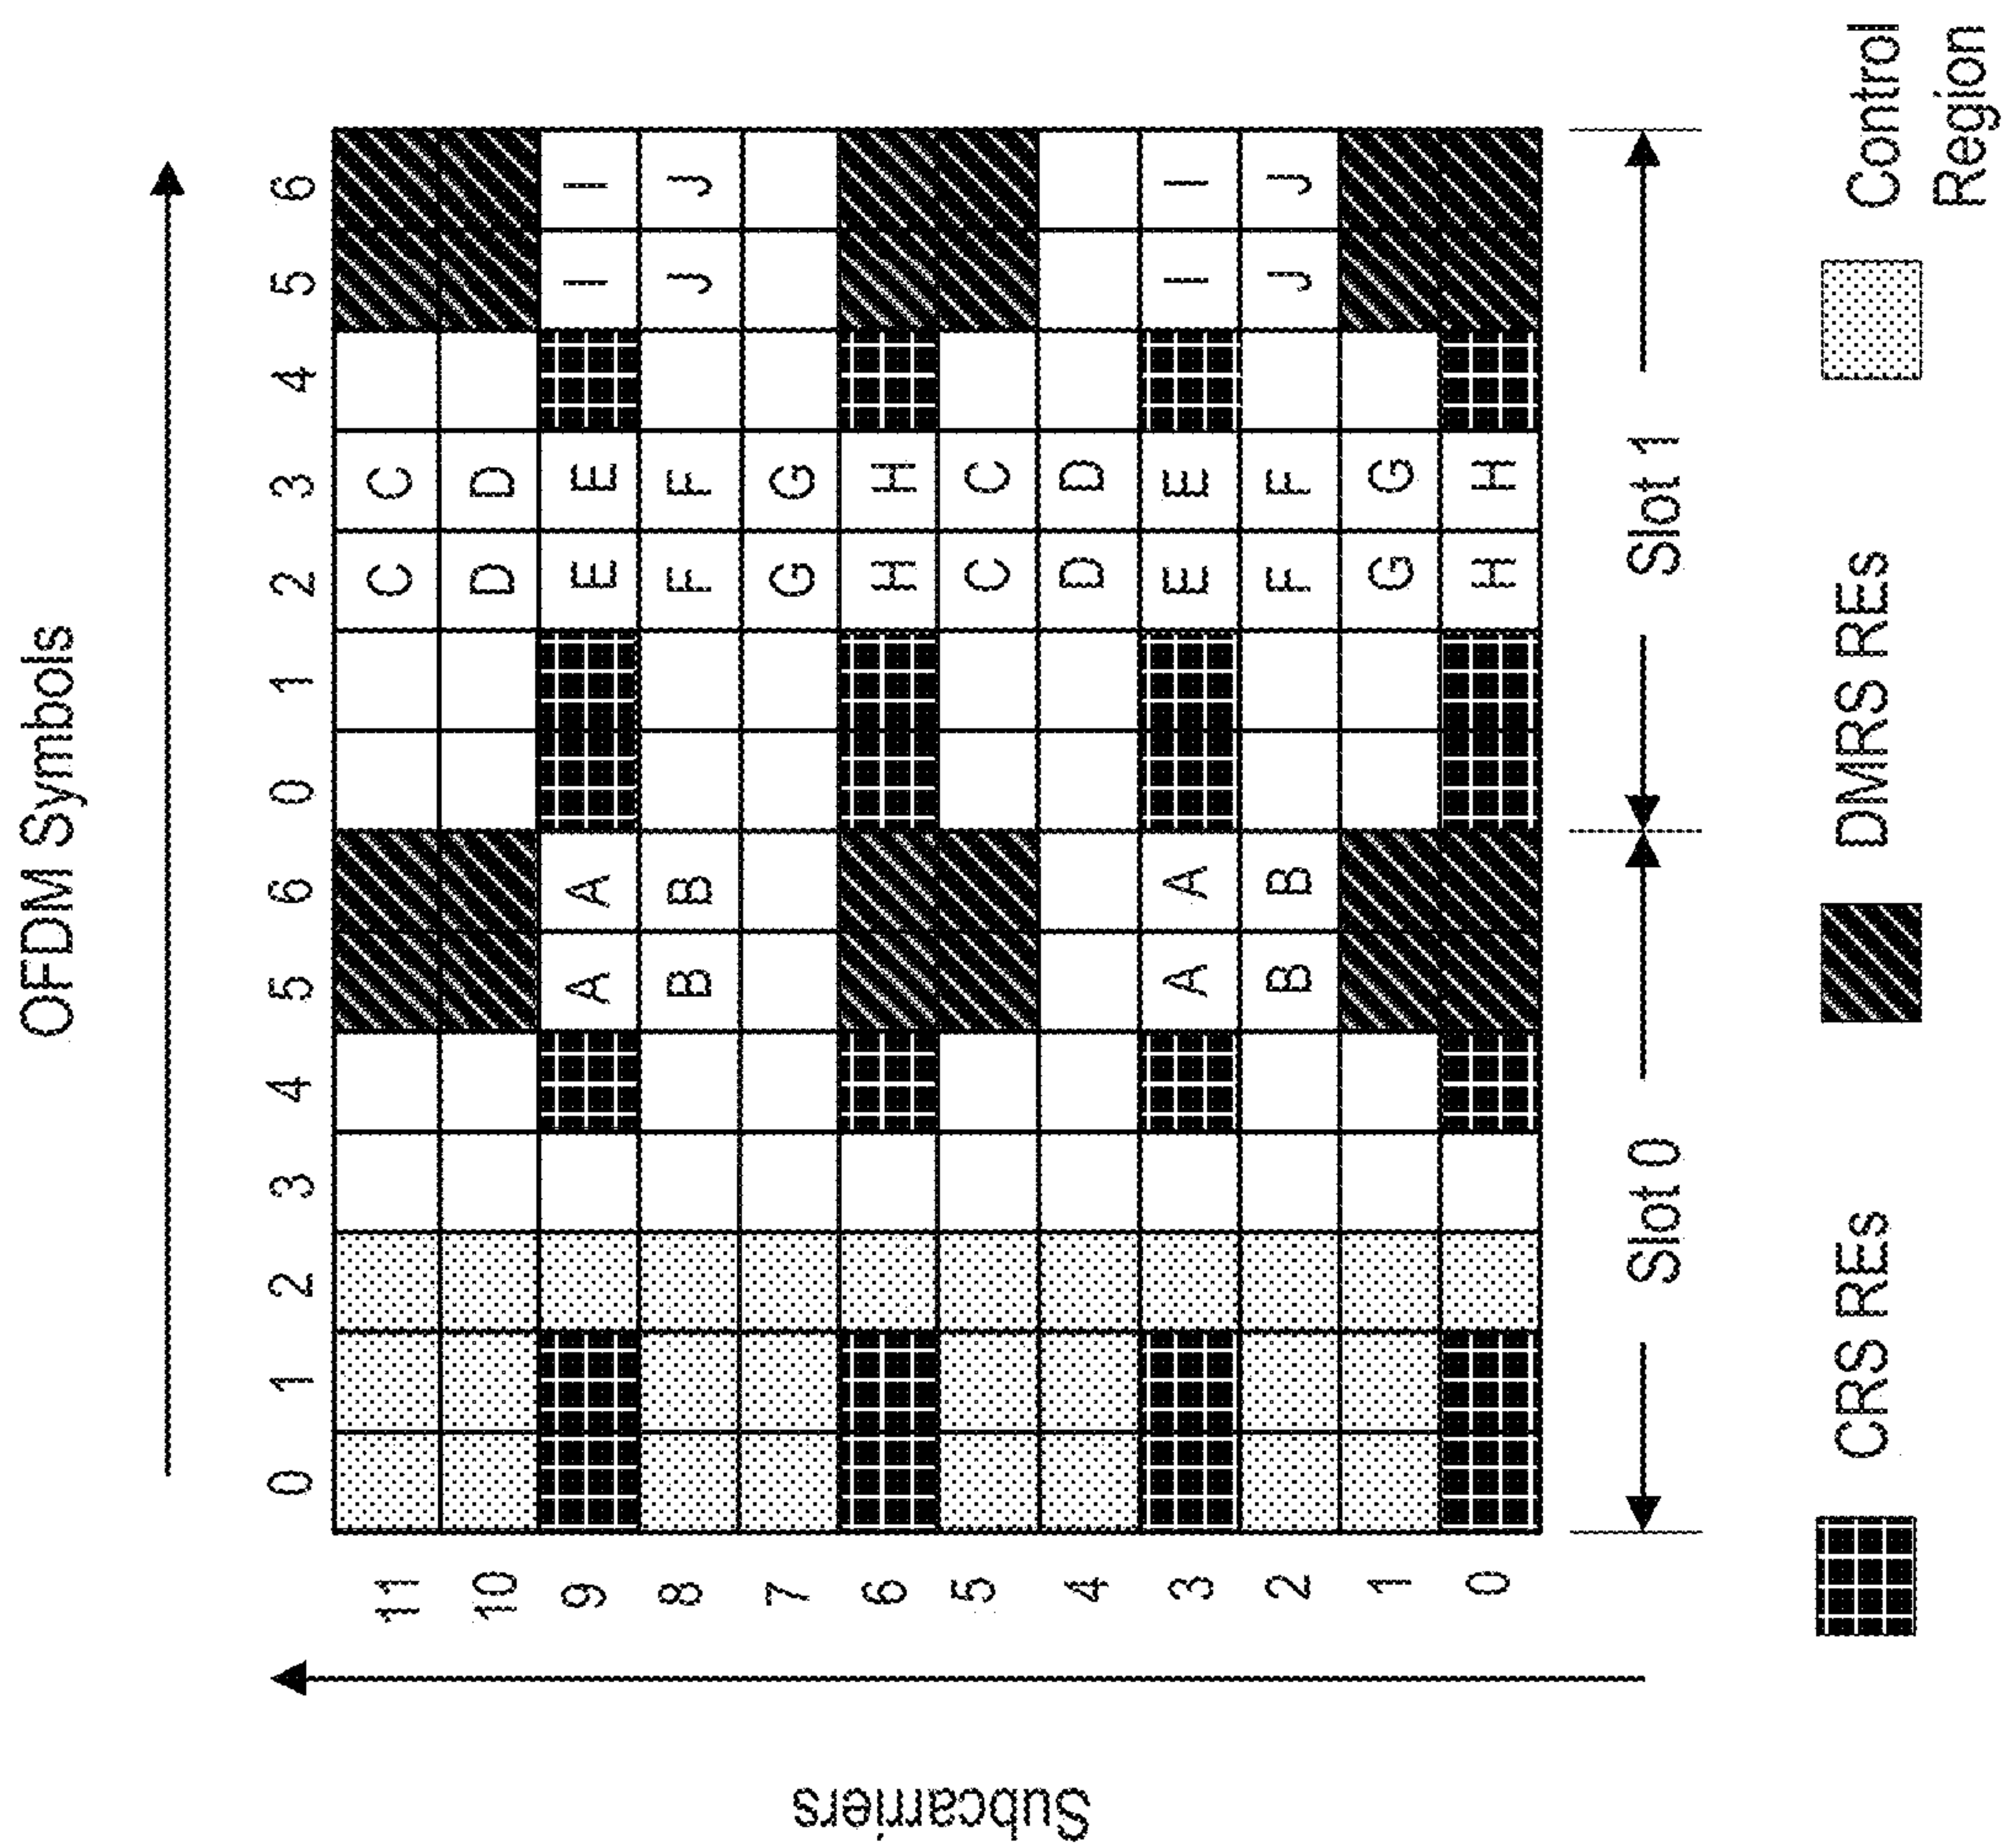 OFDM Symbols
0 1 2 3 4 5 6 0 1 2 3 4 5 6
11 C C
10 D D
9 A A E E I I
8 B B F F J J
7 G G
6 H H
5 C C
4 D D
3 A A E E I I
2 B B F F J J
1 G G
0 H H
Subcarriers
Slot 0 Slot 1
CRS REs DMRS REs Control
Region